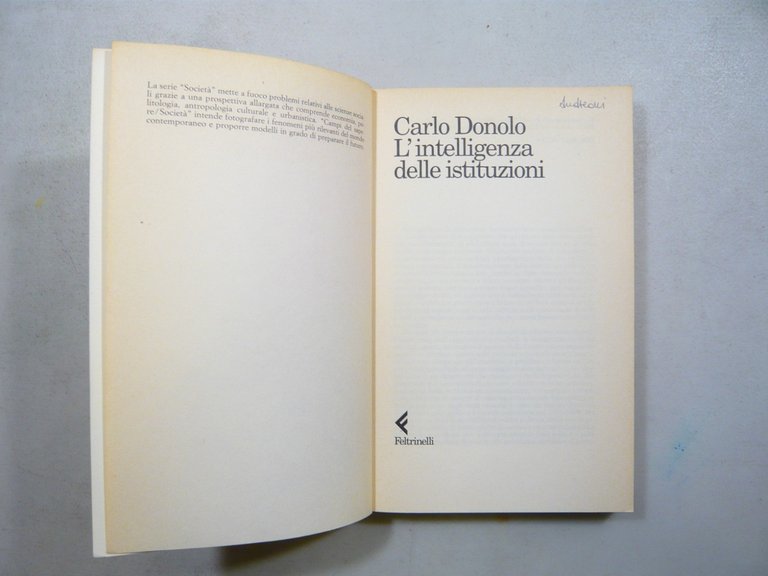 La serie "Società" mette a fuoco problemi relativi alle scienze socia
li grazie a una prospettiva allargata che comprende economia, po
litologia, antropologia culturale e urbanistica. "Campi del sape
re/Società" intende fotografare i fenomeni più rilevanti del mondo
contemporaneo e proporre modelli in grado di preparare il futuro.
Carlo Donolo
L'intelligenza
delle istituzioni
Feltrinelli